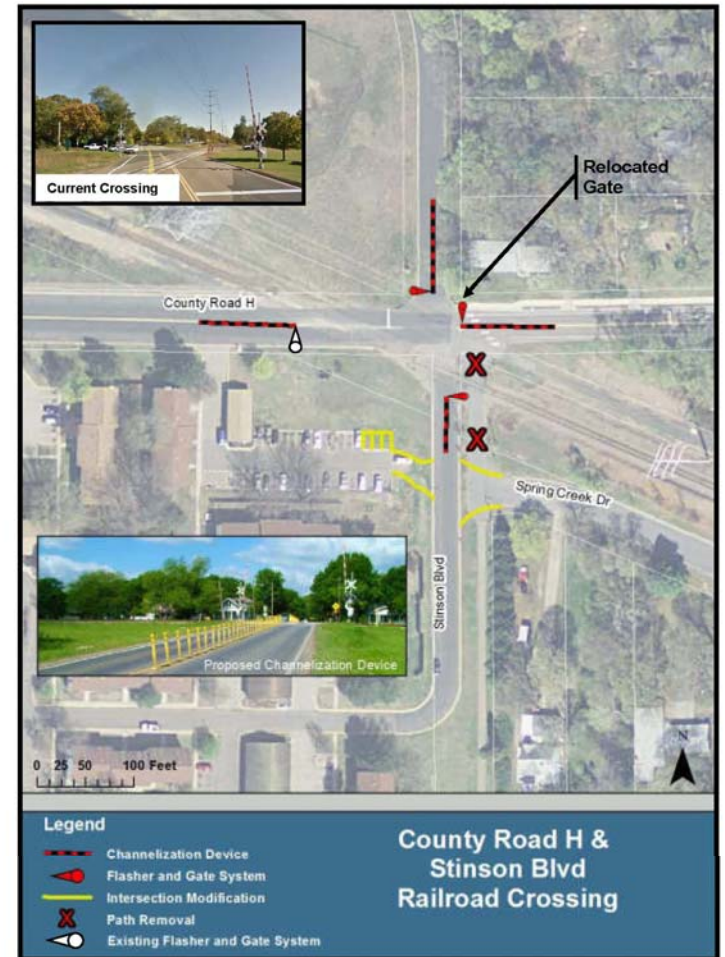 Current Crossing
Relocated
Gate
County Road H
Spring Creek Dr
Stinson Blvd
Proposed Channelization Device
N
0 25 50 100 Feet
Legend
Channelization Device
Flasher and Gate System
Intersection Modification
X Path Removal
Existing Flasher and Gate System
County Road H &
Stinson Blvd
Railroad Crossing